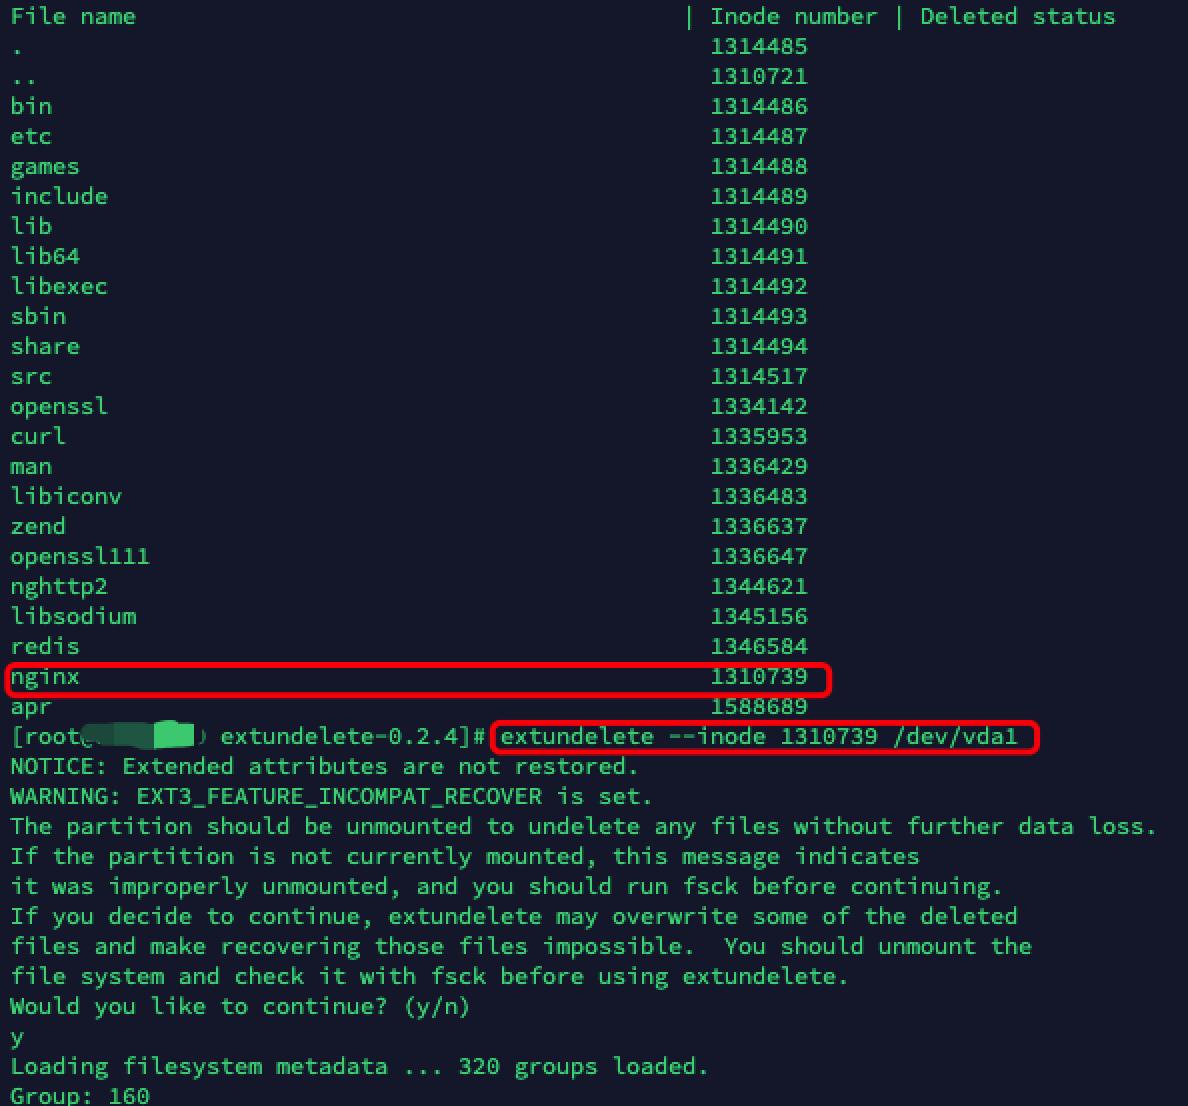 File name | Inode number | Deleted status
. 1314485
.. 1310721
bin 1314486
etc 1314487
games 1314488
include 1314489
lib 1314490
lib64 1314491
libexec 1314492
sbin 1314493
share 1314494
src 1314517
openssl 1334142
curl 1335953
man 1336429
libiconv 1336483
zend 1336637
openssl111 1336647
nghttp2 1344621
libsodium 1345156
redis 1346584
nginx 1310739
apr 1588689
[root@ extundelete-0.2.4]# extundelete --inode 1310739 /dev/vda1
NOTICE: Extended attributes are not restored.
WARNING: EXT3_FEATURE_INCOMPAT_RECOVER is set.
The partition should be unmounted to undelete any files without further data loss.
If the partition is not currently mounted, this message indicates
it was improperly unmounted, and you should run fsck before continuing.
If you decide to continue, extundelete may overwrite some of the deleted
files and make recovering those files impossible.  You should unmount the
file system and check it with fsck before using extundelete.
Would you like to continue? (y/n)
y
Loading filesystem metadata ... 320 groups loaded.
Group: 160